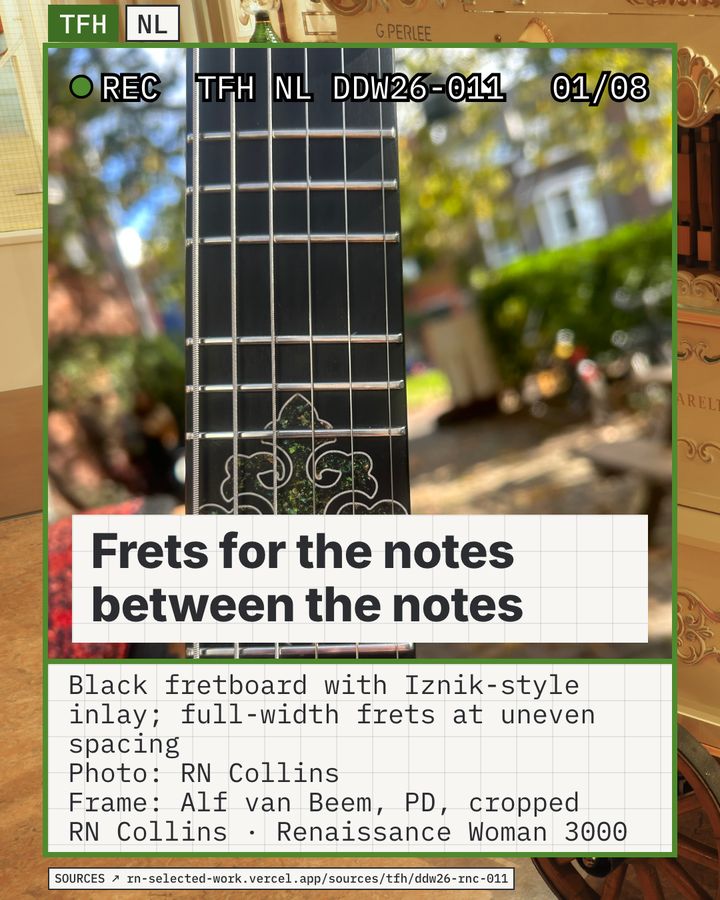 G.PERLEE
TFH NL
REC TFH NL DDW26-011 01/08
ARELT
Frets for the notes
between the notes
Black fretboard with Iznik-style
inlay; full-width frets at uneven
spacing
Photo: RN Collins
Frame: Alf van Beem, PD, cropped
RN Collins · Renaissance Woman 3000
SOURCES ↗ rn-selected-work.vercel.app/sources/tfh/ddw26-rnc-011